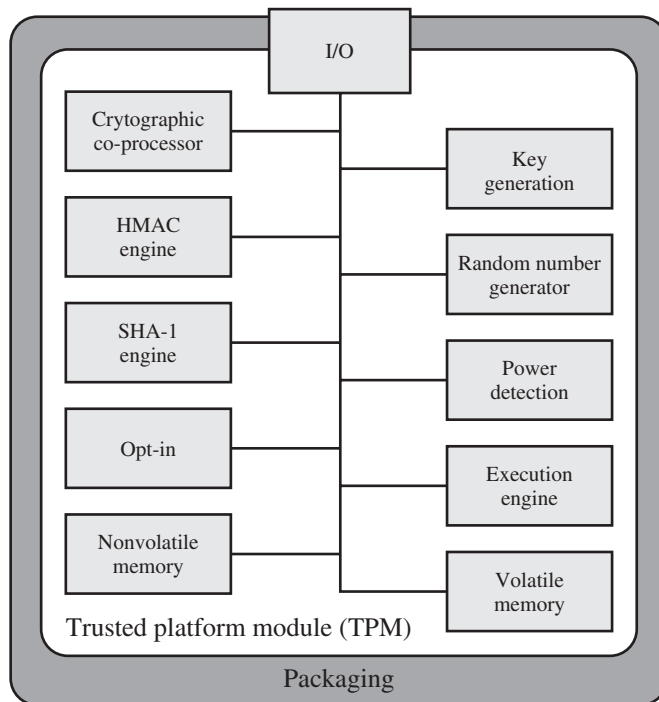 I/O
Crytographic
co-processor
HMAC
engine
SHA-1
engine
Opt-in
Nonvolatile
memory
Key
generation
Random number
generator
Power
detection
Execution
engine
Volatile
memory
Trusted platform module (TPM)
Packaging